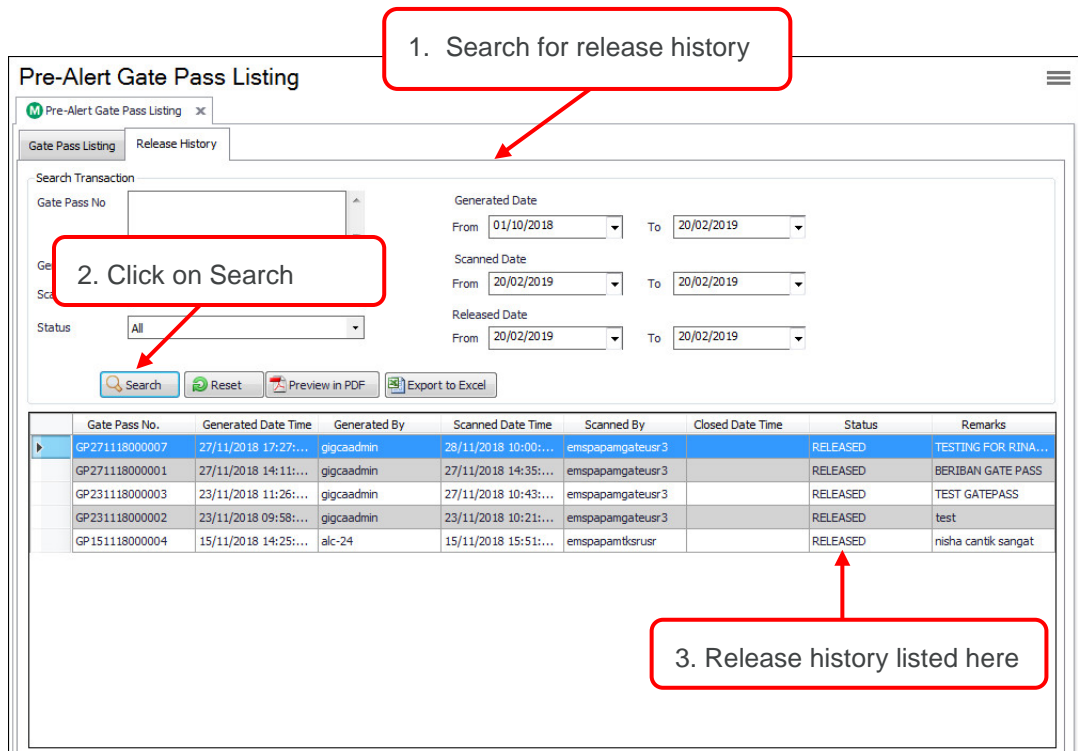 1. Search for release history
Pre-Alert Gate Pass Listing
M Pre-Alert Gate Pass Listing x
Gate Pass Listing Release History
Search Transaction
Gate Pass No
Generated Date
From 01/10/2018 To 20/02/2019
2. Click on Search
Scanned Date
From 20/02/2019 To 20/02/2019
Status All
Released Date
From 20/02/2019 To 20/02/2019
Search Reset Preview in PDF Export to Excel
Gate Pass No. Generated Date Time Generated By Scanned Date Time Scanned By Closed Date Time Status Remarks
GP271118000007 27/11/2018 17:27:... gigcaadmin 28/11/2018 10:00:... emspapamgateusr3 RELEASED TESTING FOR RINA...
GP271118000001 27/11/2018 14:11:... gigcaadmin 27/11/2018 14:35:... emspapamgateusr3 RELEASED BERIBAN GATE PASS
GP231118000003 23/11/2018 11:26:... gigcaadmin 27/11/2018 10:43:... emspapamgateusr3 RELEASED TEST GATEPASS
GP231118000002 23/11/2018 09:58:... gigcaadmin 23/11/2018 10:21:... emspapamgateusr3 RELEASED test
GP151118000004 15/11/2018 14:25:... alc-24 15/11/2018 15:51:... emspapamtksrusr RELEASED nisha cantik sangat
3. Release history listed here